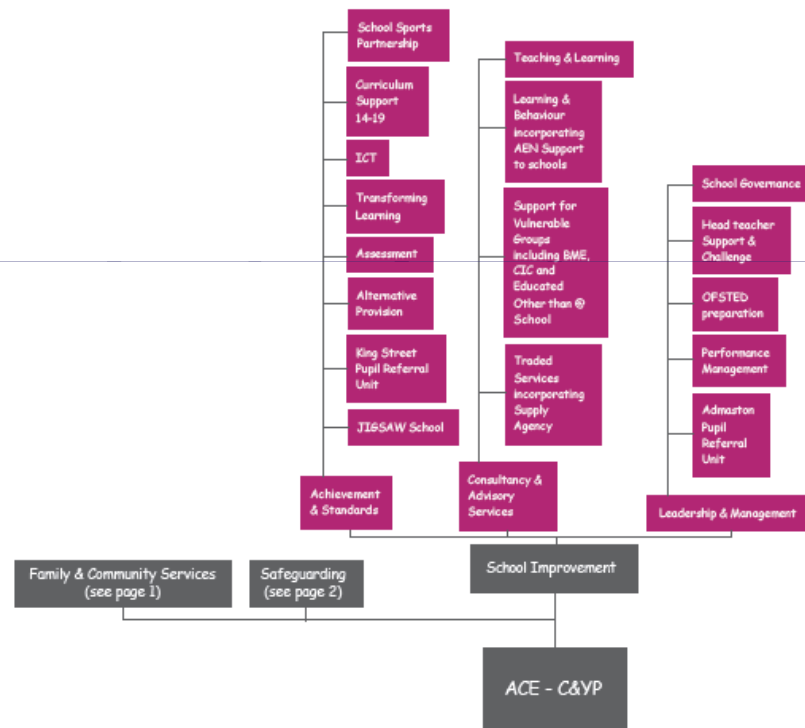 School Sports
Partnership
Curriculum
Support
14-19
ICT
Transforming
Learning
Assessment
Alternative
Provision
King Street
Pupil Referral
Unit
JIGSAW School
Achievement
& Standards
Teaching & Learning
Learning &
Behaviour
incorporating
AEN Support
to schools
Support for
Vulnerable
Groups
including BME,
CIC and
Educated
Other than @
School
Traded
Services
incorporating
Supply
Agency
Consultancy &
Advisory
Services
School Governance
Head teacher
Support &
Challenge
OFSTED
preparation
Performance
Management
Admaston
Pupil
Referral
Unit
Leadership & Management
Family & Community Services
(see page 1)
Safeguarding
(see page 2)
School Improvement
ACE - C&YP